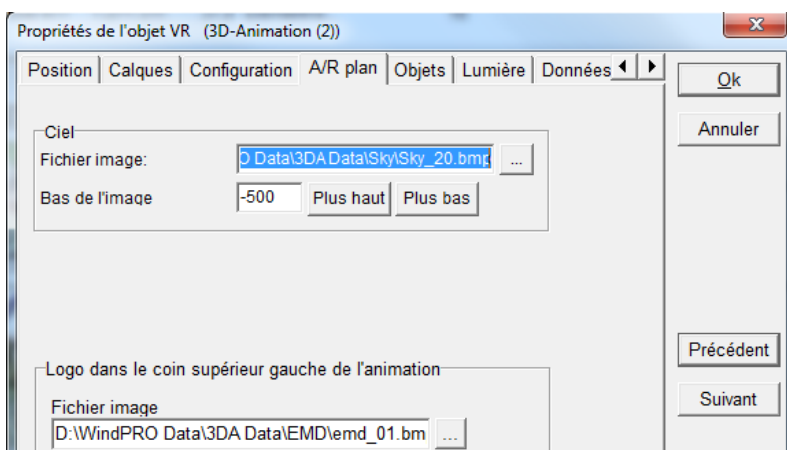 Propriétés de l'objet VR (3D-Animation (2))
Position Calques Configuration A/R plan Objets Lumière Données
Ok
Annuler
Ciel
Fichier image: O Data\3DA Data\Sky\Sky_20.bmp ...
Bas de l'image -500 Plus haut Plus bas
Précédent
Suivant
Logo dans le coin supérieur gauche de l'animation
Fichier image
D:\WindPRO Data\3DA Data\EMD\emd_01.bm ...